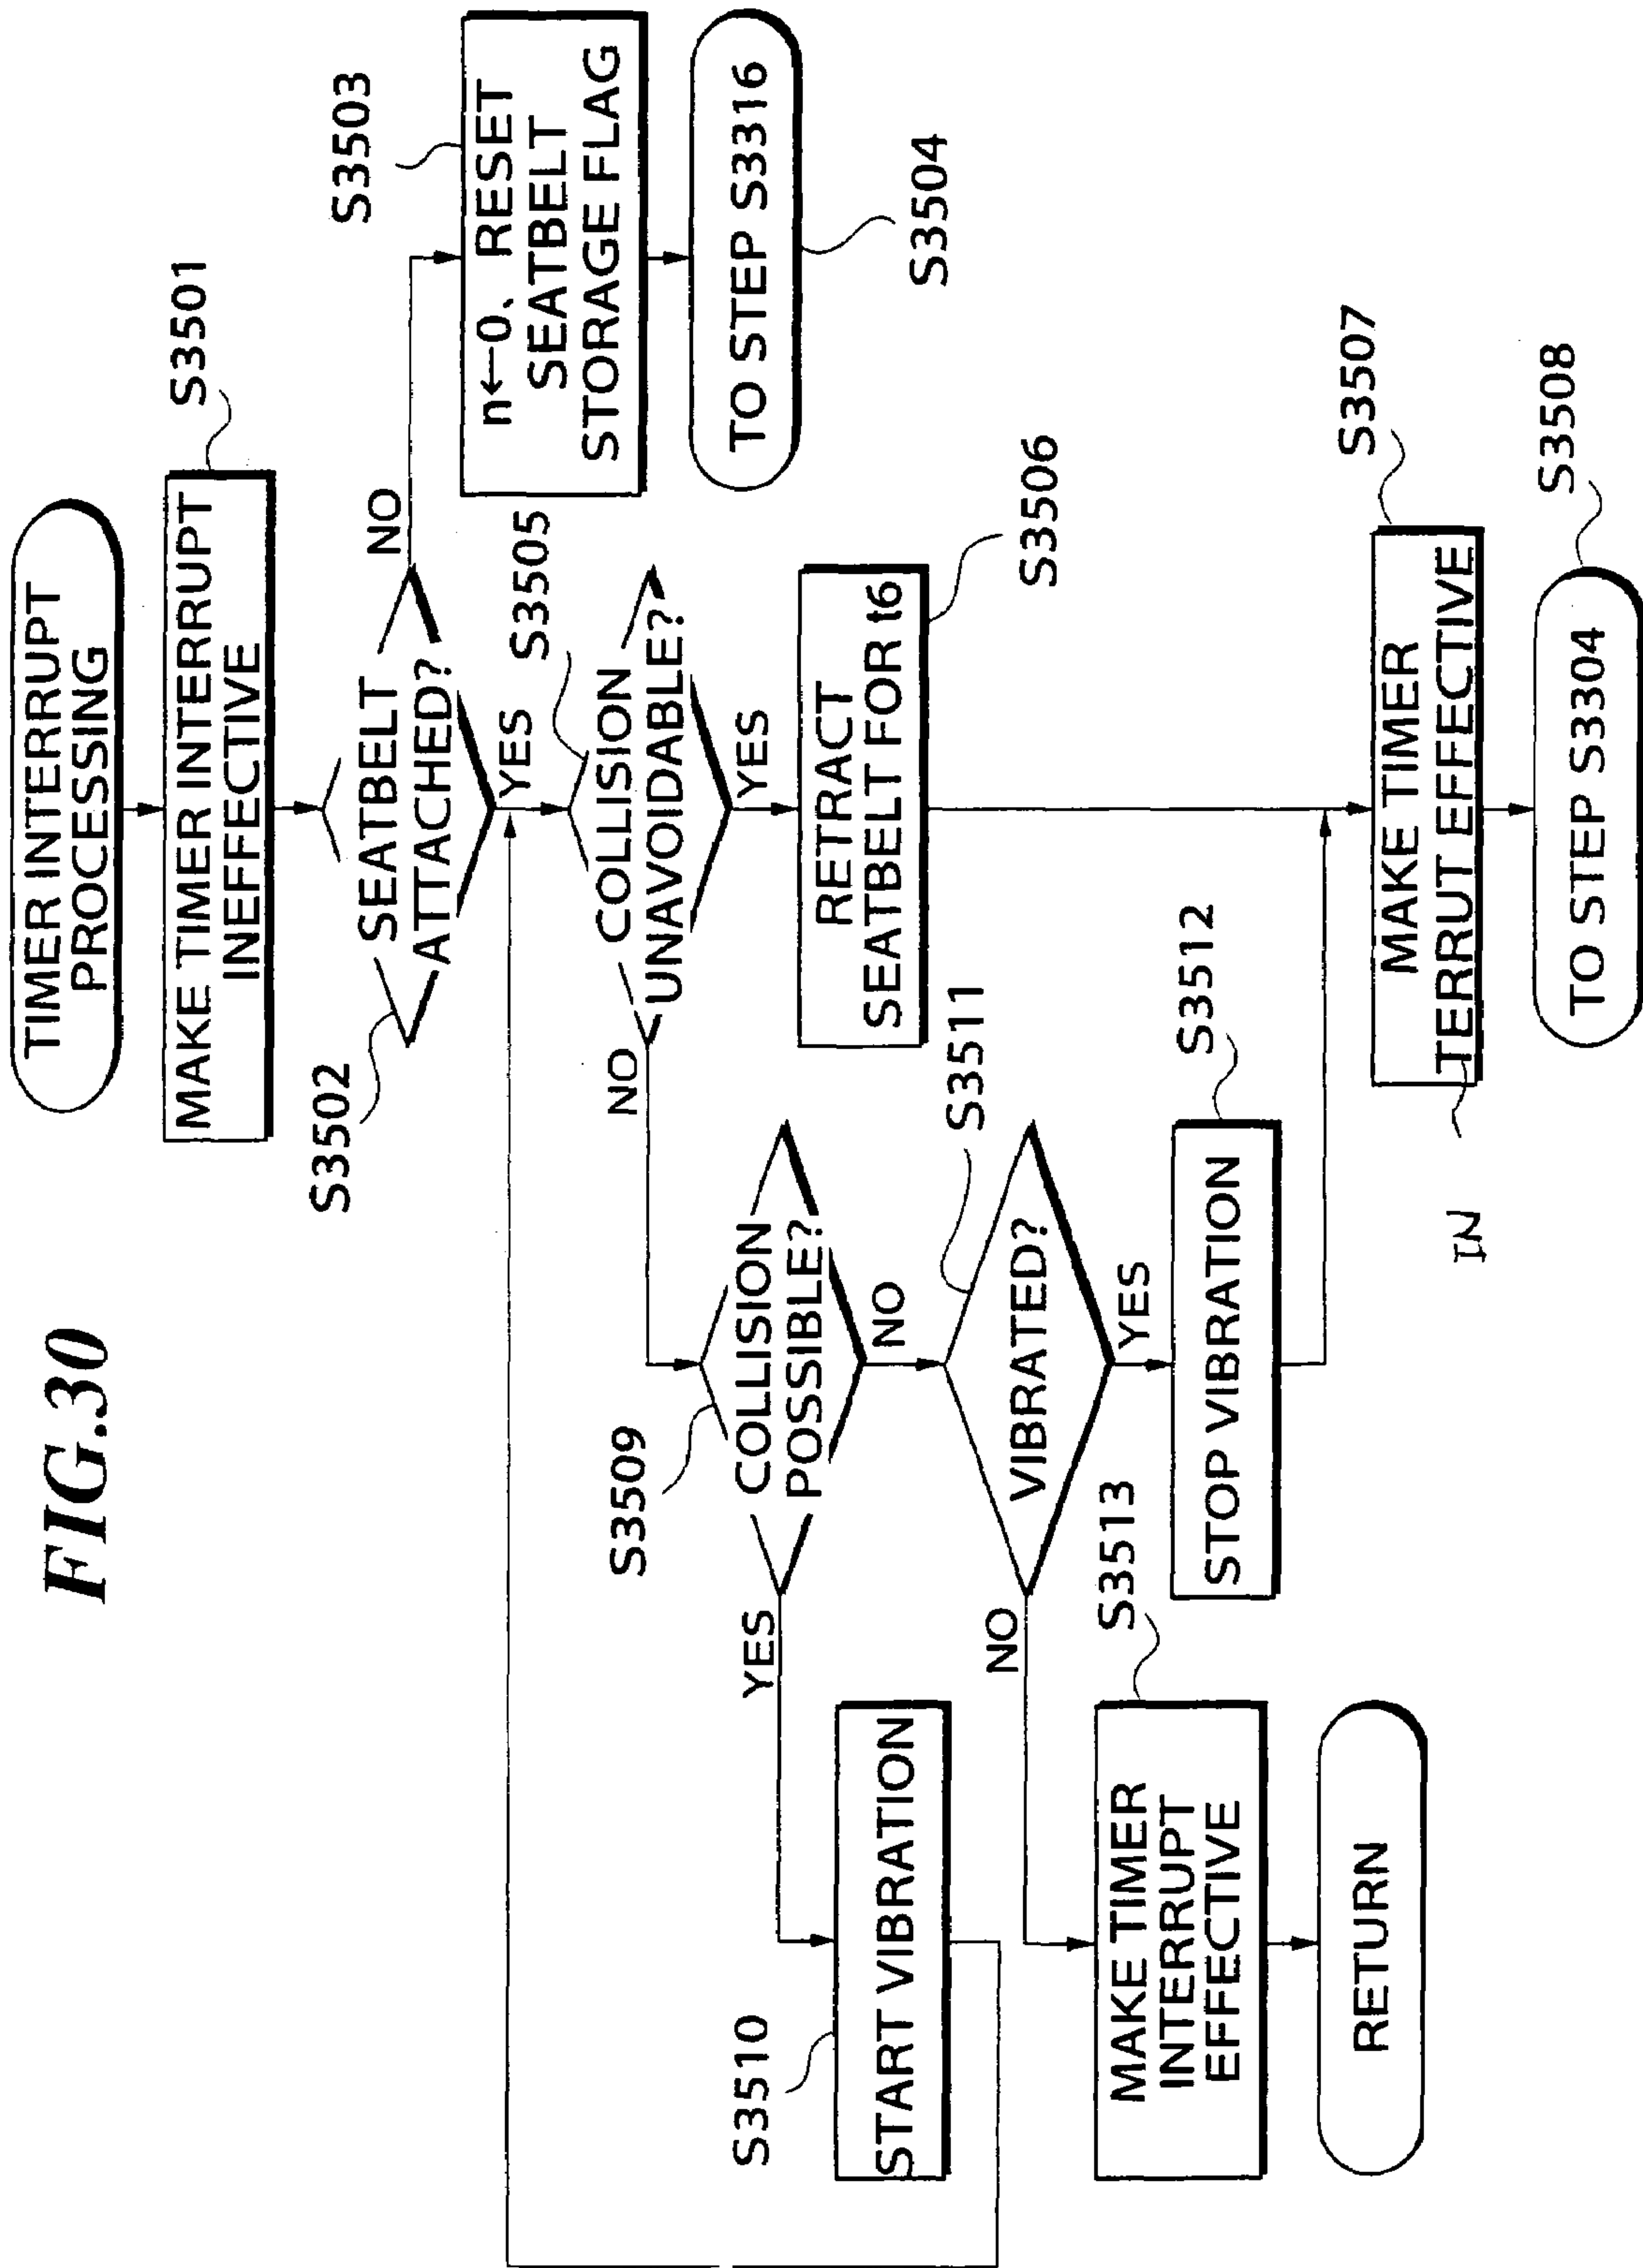 FIG.30
TIMER INTERRUPT
PROCESSING
S3501
MAKE TIMER INTERRUPT
INEFFECTIVE
S3502
SEATBELT
ATTACHED?
NO
YES
S3503
n←0、RESET
SEATBELT
STORAGE FLAG
TO STEP S3316
S3504
S3505
COLLISION
UNAVOIDABLE?
NO
YES
S3506
RETRACT
SEATBELT FOR t6
S3509
COLLISION
POSSIBLE?
YES
NO
S3510
START VIBRATION
S3511
VIBRATED?
NO
YES
S3512
STOP VIBRATION
S3513
MAKE TIMER
INTERRUPT
EFFECTIVE
RETURN
S3507
MAKE TIMER
TERRUT EFFECTIVE
IN
S3508
TO STEP S3304